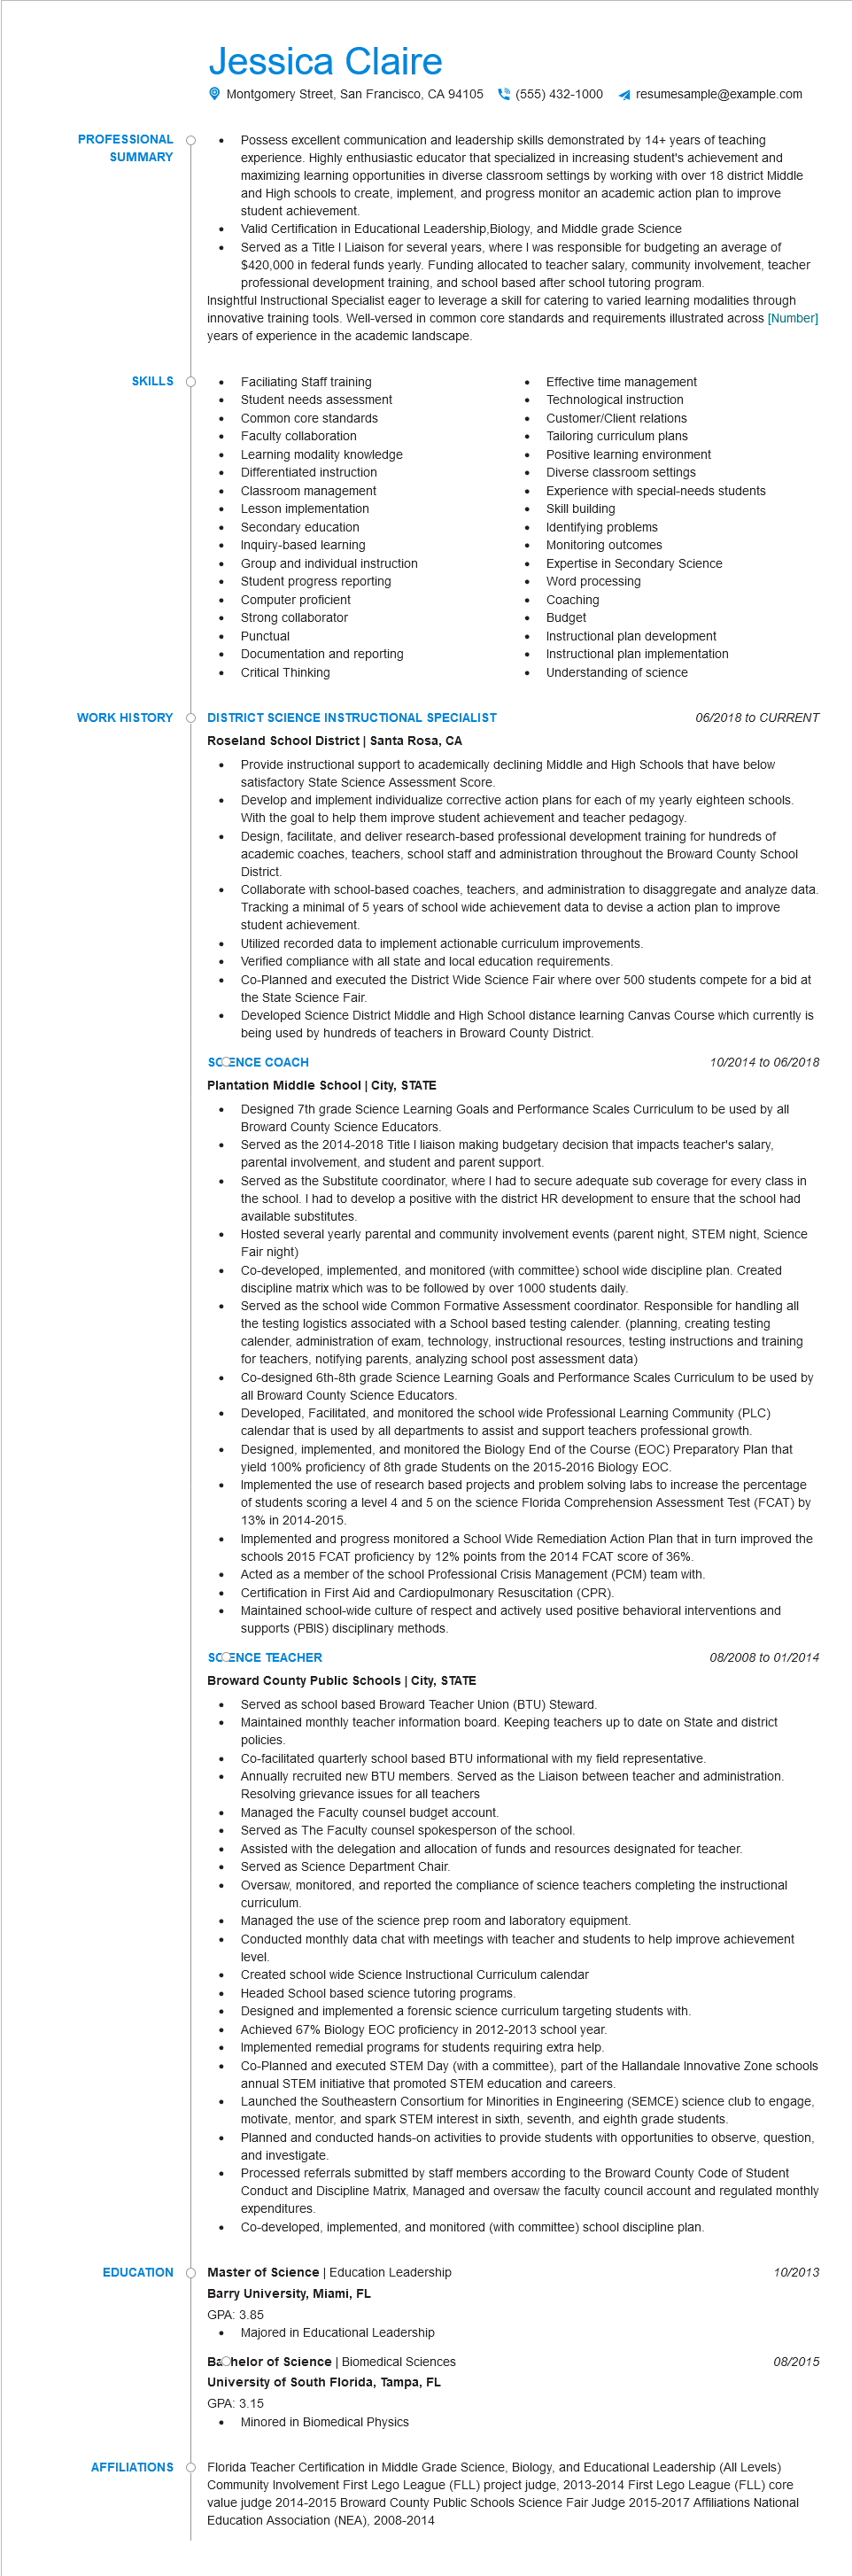 Jessica Claire
Montgomery Street, San Francisco, CA 94105 (555) 432-1000 resumesample@example.com
PROFESSIONAL
SUMMARY
• Possess excellent communication and leadership skills demonstrated by 14+ years of teaching
experience. Highly enthusiastic educator that specialized in increasing student's achievement and
maximizing learning opportunities in diverse classroom settings by working with over 18 district Middle
and High schools to create, implement, and progress monitor an academic action plan to improve
student achievement.
• Valid Certification in Educational Leadership,Biology, and Middle grade Science
• Served as a Title I Liaison for several years, where I was responsible for budgeting an average of
$420,000 in federal funds yearly. Funding allocated to teacher salary, community involvement, teacher
professional development training, and school based after school tutoring program.
Insightful Instructional Specialist eager to leverage a skill for catering to varied learning modalities through
innovative training tools. Well-versed in common core standards and requirements illustrated across [Number]
years of experience in the academic landscape.
SKILLS
• Faciliating Staff training
• Student needs assessment
• Common core standards
• Faculty collaboration
• Learning modality knowledge
• Differentiated instruction
• Classroom management
• Lesson implementation
• Secondary education
• Inquiry-based learning
• Group and individual instruction
• Student progress reporting
• Computer proficient
• Strong collaborator
• Punctual
• Documentation and reporting
• Critical Thinking
• Effective time management
• Technological instruction
• Customer/Client relations
• Tailoring curriculum plans
• Positive learning environment
• Diverse classroom settings
• Experience with special-needs students
• Skill building
• Identifying problems
• Monitoring outcomes
• Expertise in Secondary Science
• Word processing
• Coaching
• Budget
• Instructional plan development
• Instructional plan implementation
• Understanding of science
WORK HISTORY
DISTRICT SCIENCE INSTRUCTIONAL SPECIALIST 06/2018 to CURRENT
Roseland School District | Santa Rosa, CA
• Provide instructional support to academically declining Middle and High Schools that have below
satisfactory State Science Assessment Score.
• Develop and implement individualize corrective action plans for each of my yearly eighteen schools.
With the goal to help them improve student achievement and teacher pedagogy.
• Design, facilitate, and deliver research-based professional development training for hundreds of
academic coaches, teachers, school staff and administration throughout the Broward County School
District.
• Collaborate with school-based coaches, teachers, and administration to disaggregate and analyze data.
Tracking a minimal of 5 years of school wide achievement data to devise a action plan to improve
student achievement.
• Utilized recorded data to implement actionable curriculum improvements.
• Verified compliance with all state and local education requirements.
• Co-Planned and executed the District Wide Science Fair where over 500 students compete for a bid at
the State Science Fair.
• Developed Science District Middle and High School distance learning Canvas Course which currently is
being used by hundreds of teachers in Broward County District.
SCIENCE COACH 10/2014 to 06/2018
Plantation Middle School | City, STATE
• Designed 7th grade Science Learning Goals and Performance Scales Curriculum to be used by all
Broward County Science Educators.
• Served as the 2014-2018 Title I liaison making budgetary decision that impacts teacher's salary,
parental involvement, and student and parent support.
• Served as the Substitute coordinator, where I had to secure adequate sub coverage for every class in
the school. I had to develop a positive with the district HR development to ensure that the school had
available substitutes.
• Hosted several yearly parental and community involvement events (parent night, STEM night, Science
Fair night)
• Co-developed, implemented, and monitored (with committee) school wide discipline plan. Created
discipline matrix which was to be followed by over 1000 students daily.
• Served as the school wide Common Formative Assessment coordinator. Responsible for handling all
the testing logistics associated with a School based testing calender. (planning, creating testing
calender, administration of exam, technology, instructional resources, testing instructions and training
for teachers, notifying parents, analyzing school post assessment data)
• Co-designed 6th-8th grade Science Learning Goals and Performance Scales Curriculum to be used by
all Broward County Science Educators.
• Developed, Facilitated, and monitored the school wide Professional Learning Community (PLC)
calendar that is used by all departments to assist and support teachers professional growth.
• Designed, implemented, and monitored the Biology End of the Course (EOC) Preparatory Plan that
yield 100% proficiency of 8th grade Students on the 2015-2016 Biology EOC.
• Implemented the use of research based projects and problem solving labs to increase the percentage
of students scoring a level 4 and 5 on the science Florida Comprehension Assessment Test (FCAT) by
13% in 2014-2015.
• Implemented and progress monitored a School Wide Remediation Action Plan that in turn improved the
schools 2015 FCAT proficiency by 12% points from the 2014 FCAT score of 36%.
• Acted as a member of the school Professional Crisis Management (PCM) team with.
• Certification in First Aid and Cardiopulmonary Resuscitation (CPR).
• Maintained school-wide culture of respect and actively used positive behavioral interventions and
supports (PBIS) disciplinary methods.
SCIENCE TEACHER 08/2008 to 01/2014
Broward County Public Schools | City, STATE
• Served as school based Broward Teacher Union (BTU) Steward.
• Maintained monthly teacher information board. Keeping teachers up to date on State and district
policies.
• Co-facilitated quarterly school based BTU informational with my field representative.
• Annually recruited new BTU members. Served as the Liaison between teacher and administration.
Resolving grievance issues for all teachers
• Managed the Faculty counsel budget account.
• Served as The Faculty counsel spokesperson of the school.
• Assisted with the delegation and allocation of funds and resources designated for teacher.
• Served as Science Department Chair.
• Oversaw, monitored, and reported the compliance of science teachers completing the instructional
curriculum.
• Managed the use of the science prep room and laboratory equipment.
• Conducted monthly data chat with meetings with teacher and students to help improve achievement
level.
• Created school wide Science Instructional Curriculum calendar
• Headed School based science tutoring programs.
• Designed and implemented a forensic science curriculum targeting students with.
• Achieved 67% Biology EOC proficiency in 2012-2013 school year.
• Implemented remedial programs for students requiring extra help.
• Co-Planned and executed STEM Day (with a committee), part of the Hallandale Innovative Zone schools
annual STEM initiative that promoted STEM education and careers.
• Launched the Southeastern Consortium for Minorities in Engineering (SEMCE) science club to engage,
motivate, mentor, and spark STEM interest in sixth, seventh, and eighth grade students.
• Planned and conducted hands-on activities to provide students with opportunities to observe, question,
and investigate.
• Processed referrals submitted by staff members according to the Broward County Code of Student
Conduct and Discipline Matrix, Managed and oversaw the faculty council account and regulated monthly
expenditures.
• Co-developed, implemented, and monitored (with committee) school discipline plan.
EDUCATION
Master of Science | Education Leadership 10/2013
Barry University, Miami, FL
GPA: 3.85
• Majored in Educational Leadership
Bachelor of Science | Biomedical Sciences 08/2015
University of South Florida, Tampa, FL
GPA: 3.15
• Minored in Biomedical Physics
AFFILIATIONS
Florida Teacher Certification in Middle Grade Science, Biology, and Educational Leadership (All Levels)
Community Involvement First Lego League (FLL) project judge, 2013-2014 First Lego League (FLL) core
value judge 2014-2015 Broward County Public Schools Science Fair Judge 2015-2017 Affiliations National
Education Association (NEA), 2008-2014